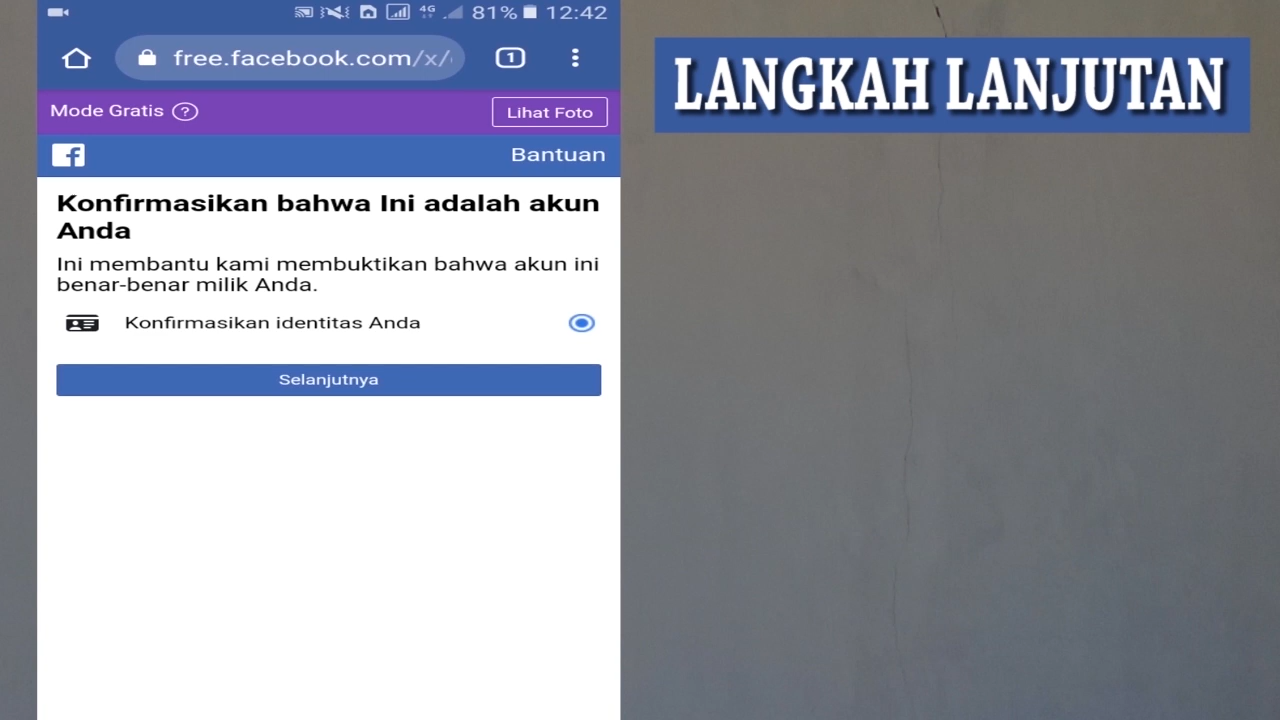 4G 81% 12:42
free.facebook.com/x/
1
Mode Gratis ? Lihat Foto
Bantuan
Konfirmasikan bahwa Ini adalah akun
Anda
Ini membantu kami membuktikan bahwa akun ini
benar-benar milik Anda.
Konfirmasikan identitas Anda
Selanjutnya
LANGKAH LANJUTAN